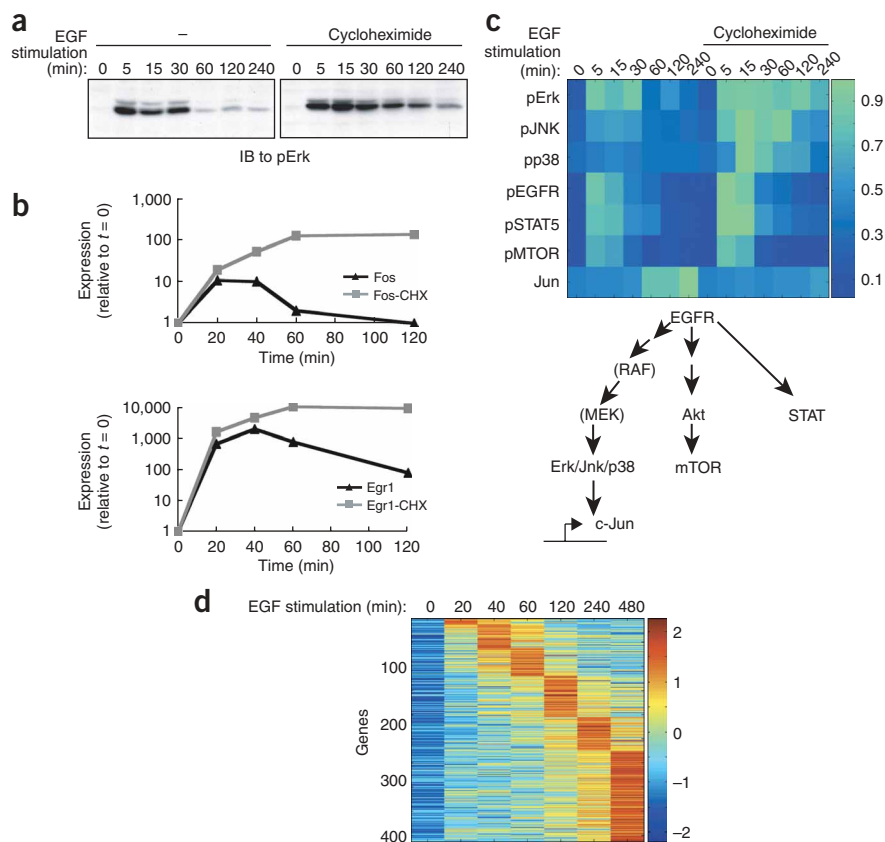 a
EGF stimulation (min):
–
Cycloheximide
0 5 15 30 60 120 240 0 5 15 30 60 120 240
IB to pErk
b
Expression (relative to t = 0)
1,000
100
10
1
Fos
Fos-CHX
0 20 40 60 80 100 120
Time (min)
Expression (relative to t = 0)
10,000
1,000
100
10
1
Egr1
Egr1-CHX
0 20 40 60 80 100 120
Time (min)
c
EGF stimulation (min):
Cycloheximide
0 5 15 30 60 120 240 0 5 15 30 60 120 240
pErk
pJNK
pp38
pEGFR
pSTAT5
pMTOR
Jun
0.9
0.7
0.5
0.3
0.1
EGFR
(RAF)
(MEK) Akt STAT
Erk/Jnk/p38 mTOR
c-Jun
d
EGF stimulation (min): 0 20 40 60 120 240 480
Genes
100
200
300
400
2
1
0
–1
–2